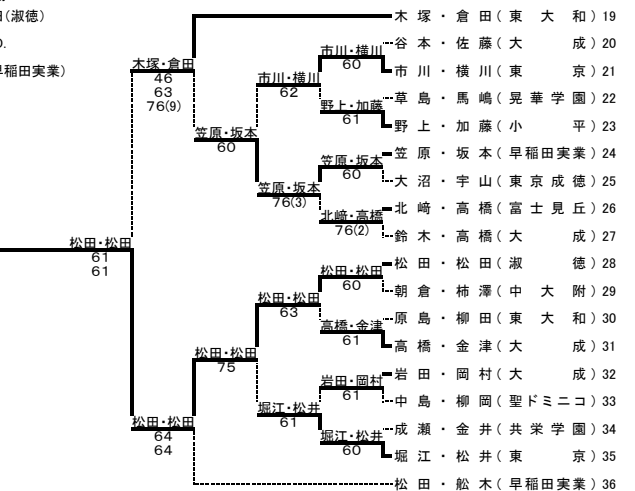 (淑徳)
.
稲田実業)
木塚・倉田(東大和)19
谷本・佐藤(大成)20
市川・横川(東京)21
草島・馬嶋(晃華学園)22
野上・加藤(小平)23
笠原・坂本(早稲田実業)24
大沼・宇山(東京成徳)25
北﨑・高橋(富士見丘)26
鈴木・高橋(大成)27
松田・松田(淑徳)28
朝倉・柿澤(中大附)29
原島・柳田(東大和)30
高橋・金津(大成)31
岩田・岡村(大成)32
中島・柳岡(聖ドミニコ)33
成瀬・金井(共栄学園)34
堀江・松井(東京)35
松田・舩木(早稲田実業)36
市川・横川
60
野上・加藤
61
笠原・坂本
60
北﨑・高橋
76(2)
松田・松田
60
高橋・金津
61
岩田・岡村
61
堀江・松井
60
市川・横川
62
笠原・坂本
76(3)
松田・松田
63
堀江・松井
61
笠原・坂本
60
松田・松田
75
木塚・倉田
46
63
76(9)
松田・松田
64
64
松田・松田
61
61